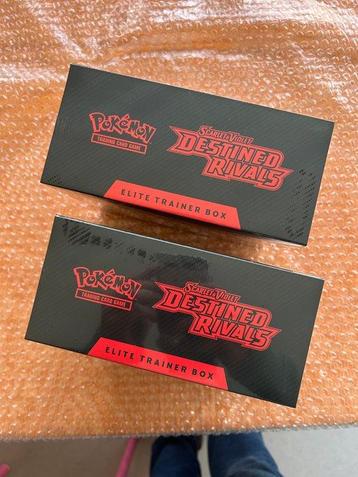 Pokémon
TRADING CARD GAME
SCARLET & VIOLET
DESTINED
RIVALS
ELITE TRAINER BOX
Pokémon
TRADING CARD GAME
SCARLET & VIOLET
DESTINED
RIVALS
ELITE TRAINER BOX